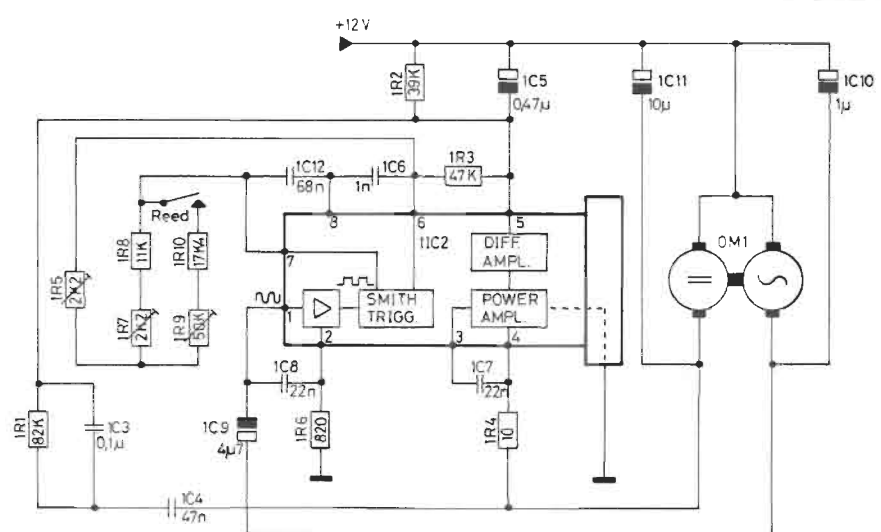 +12V
1R2
39K
1C5
0,47µ
1C11
10µ
1C10
1µ
1C12
68n
1C6
1n
1R3
47K
Reed
8
6
5
1IC2
DIFF.
AMPL.
0M1
1R8
11K
1R10
17K4
7
1R5
2K2
SMITH
TRIGG.
POWER
AMPL.
1R7
2K2
1R9
50K
1
2
3
4
1C8
22n
1C7
22n
1R1
82K
1C3
0,1µ
1C9
4µ7
1R6
820
1R4
10
1C4
47n